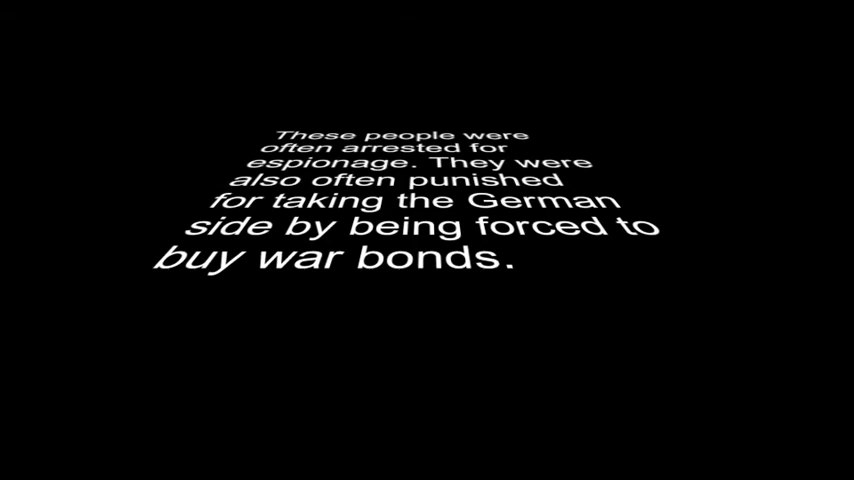 These people were
often arrested for
espionage. They were
also often punished
for taking the German
side by being forced to
buy war bonds.